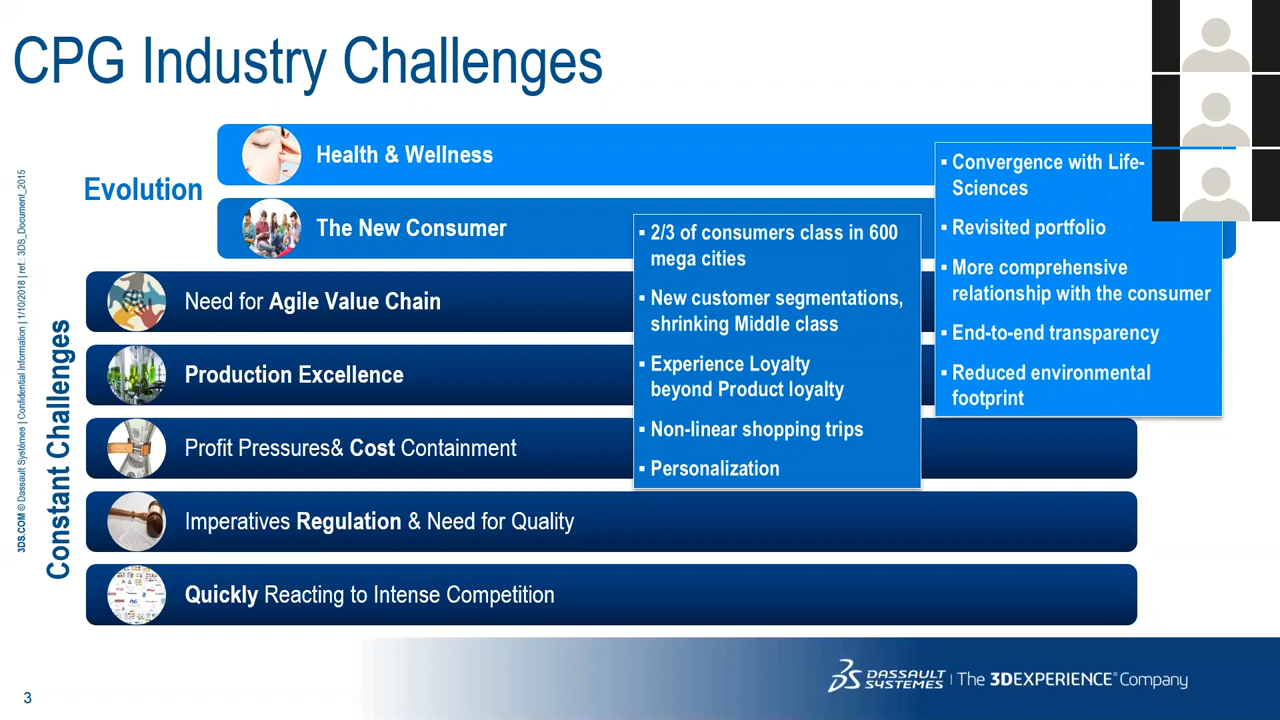 CPG Industry Challenges
Evolution
Health & Wellness
The New Consumer
Constant Challenges
Need for Agile Value Chain
Production Excellence
Profit Pressures& Cost Containment
Imperatives Regulation & Need for Quality
Quickly Reacting to Intense Competition
▪ 2/3 of consumers class in 600
mega cities
▪ New customer segmentations,
shrinking Middle class
▪ Experience Loyalty
beyond Product loyalty
▪ Non-linear shopping trips
▪ Personalization
▪ Convergence with Life-
Sciences
▪ Revisited portfolio
▪ More comprehensive
relationship with the consumer
▪ End-to-end transparency
▪ Reduced environmental
footprint
3DS.COM © Dassault Systèmes | Confidential Information | 1/10/2018 | ref.: 3DS_Document_2015
3
DASSAULT
SYSTEMES | The 3DEXPERIENCE® Company